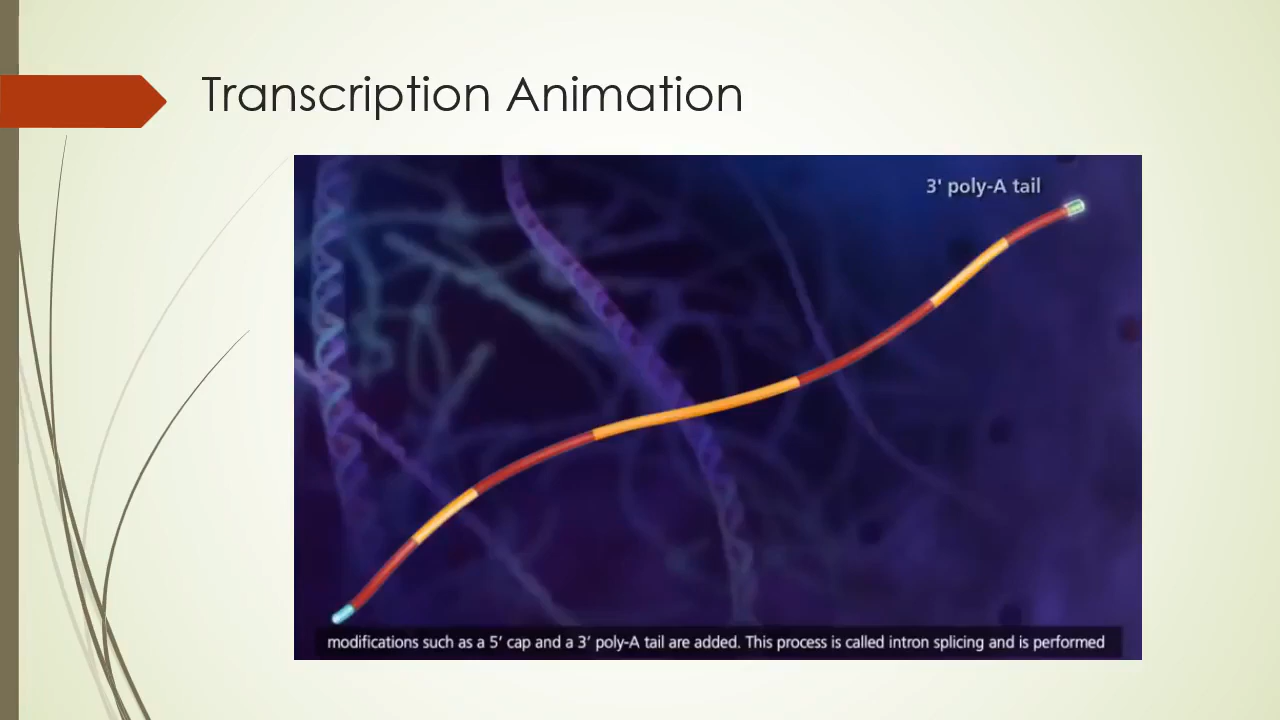 Transcription Animation
3' poly-A tail
modifications such as a 5’ cap and a 3’ poly-A tail are added. This process is called intron splicing and is performed